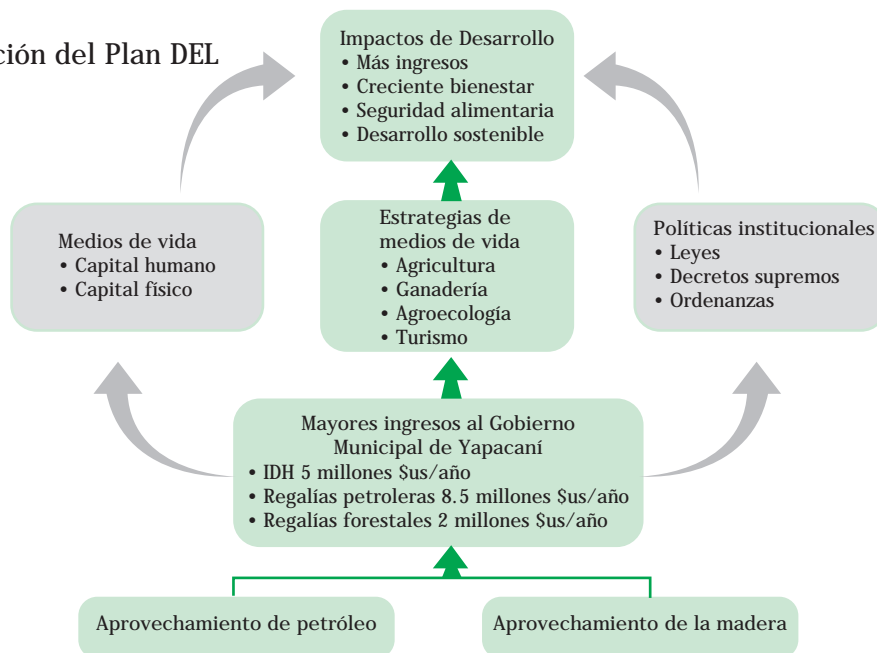 ción del Plan DEL
Impactos de Desarrollo
• Más ingresos
• Creciente bienestar
• Seguridad alimentaria
• Desarrollo sostenible
Medios de vida
• Capital humano
• Capital físico
Estrategias de
medios de vida
• Agricultura
• Ganadería
• Agroecología
• Turismo
Políticas institucionales
• Leyes
• Decretos supremos
• Ordenanzas
Mayores ingresos al Gobierno
Municipal de Yapacaní
• IDH 5 millones $us/año
• Regalías petroleras 8.5 millones $us/año
• Regalías forestales 2 millones $us/año
Aprovechamiento de petróleo
Aprovechamiento de la madera